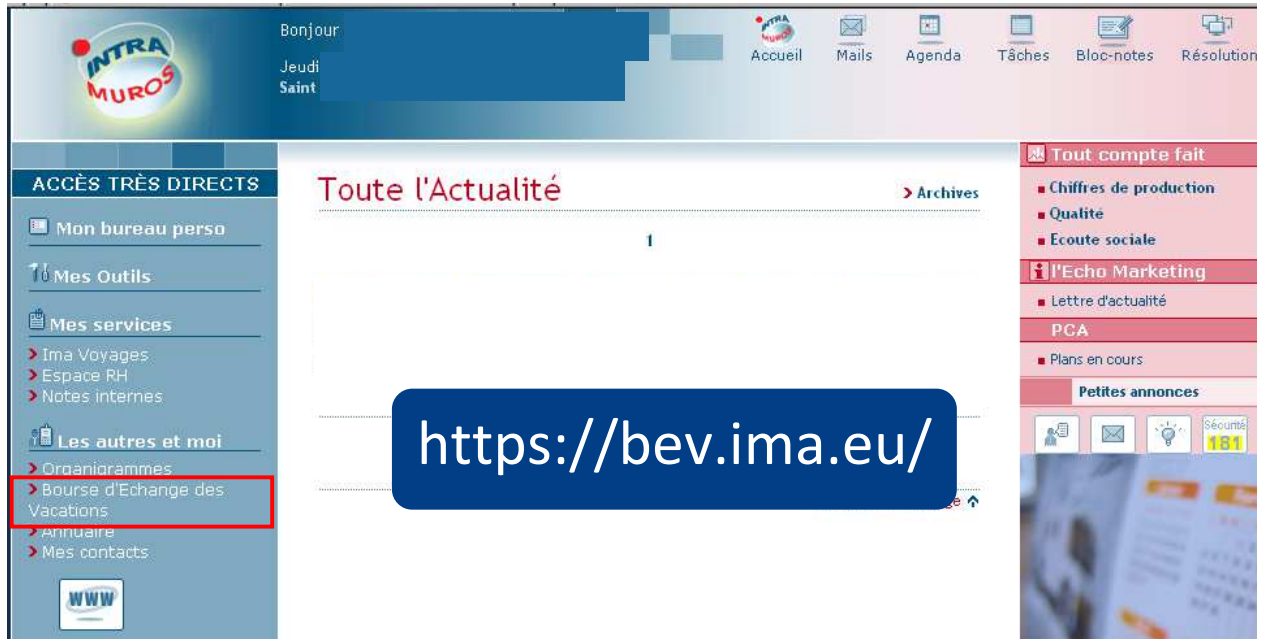 INTRA
MUROS
Bonjour
Jeudi
Saint
INTRA
MUROS
Accueil
Mails
Agenda
Tâches
Bloc-notes
Résolution
ACCÈS TRÈS DIRECTS
Mon bureau perso
Mes Outils
Mes services
Ima Voyages
Espace RH
Notes internes
Les autres et moi
Organigrammes
Bourse d'Echange des
Vacations
Annuaire
Mes contacts
WWW
Toute l'Actualité
Archives
1
https://bev.ima.eu/
Tout compte fait
Chiffres de production
Qualité
Ecoute sociale
l'Echo Marketing
Lettre d'actualité
PCA
Plans en cours
Petites annonces
Sécurité
181